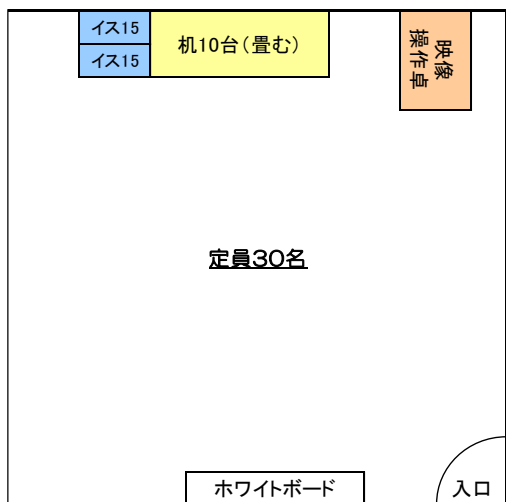 イス15
イス15
机10台（畳む）
映像
操作卓
定員30名
ホワイトボード
入口